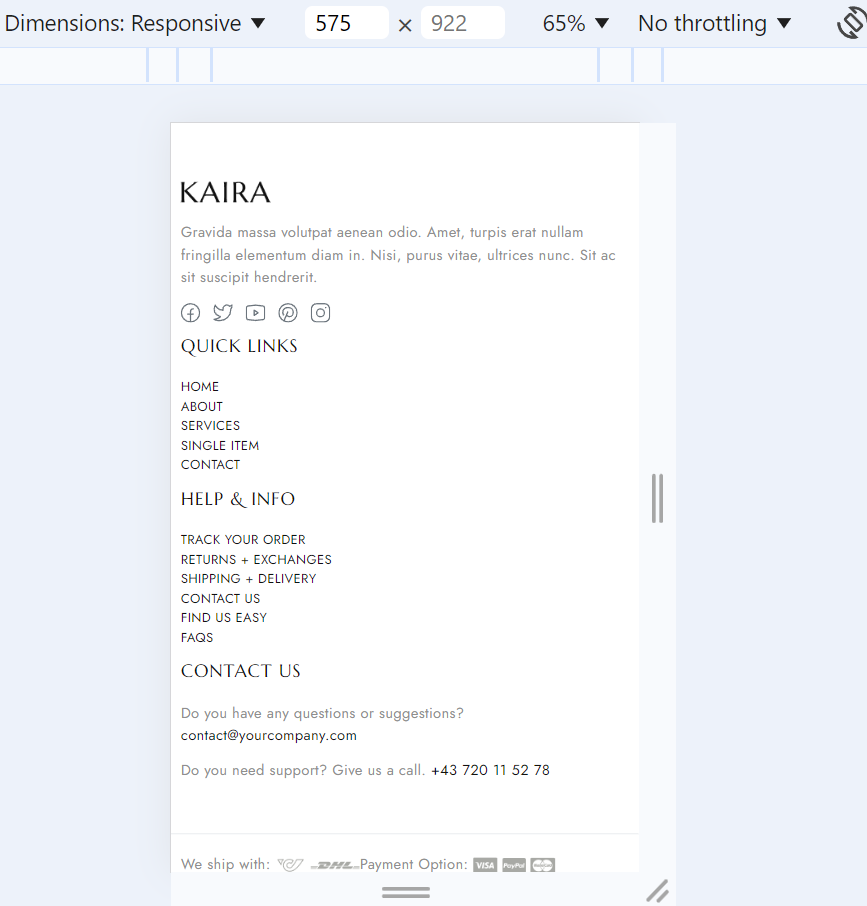 Dimensions: Responsive 575 × 922 65% No throttling
KAIRA
Gravida massa volutpat aenean odio. Amet, turpis erat nullam
fringilla elementum diam in. Nisi, purus vitae, ultrices nunc. Sit ac
sit suscipit hendrerit.
QUICK LINKS
HOME
ABOUT
SERVICES
SINGLE ITEM
CONTACT
HELP & INFO
TRACK YOUR ORDER
RETURNS + EXCHANGES
SHIPPING + DELIVERY
CONTACT US
FIND US EASY
FAQS
CONTACT US
Do you have any questions or suggestions?
contact@yourcompany.com
Do you need support? Give us a call. +43 720 11 52 78
We ship with: DHL Payment Option: VISA PayPal MasterCard